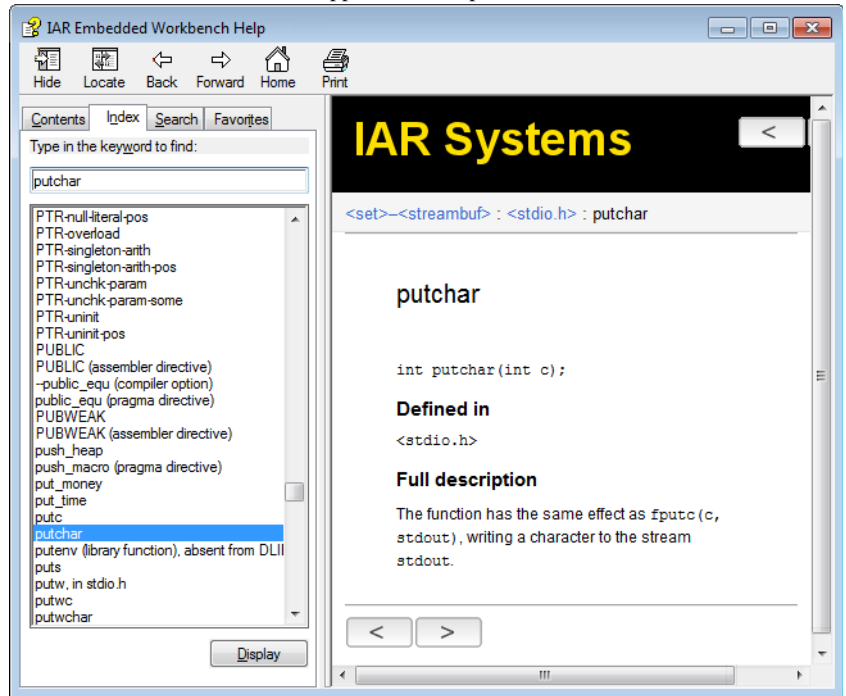 IAR Embedded Workbench Help
Hide Locate Back Forward Home Print
Contents Index Search Favorites
Type in the keyword to find:
putchar
PTR-null-literal-pos
PTR-overload
PTR-singleton-arith
PTR-singleton-arith-pos
PTR-unchk-param
PTR-unchk-param-some
PTR-uninit
PTR-uninit-pos
PUBLIC
PUBLIC (assembler directive)
--public_equ (compiler option)
public_equ (pragma directive)
PUBWEAK
PUBWEAK (assembler directive)
push_heap
push_macro (pragma directive)
put_money
put_time
putc
putchar
putenv (library function), absent from DLII
puts
putw, in stdio.h
putwc
putwchar
Display
IAR Systems
<
<set>–<streambuf> : <stdio.h> : putchar
putchar
int putchar(int c);
Defined in
<stdio.h>
Full description
The function has the same effect as fputc(c,
stdout), writing a character to the stream
stdout.
< >